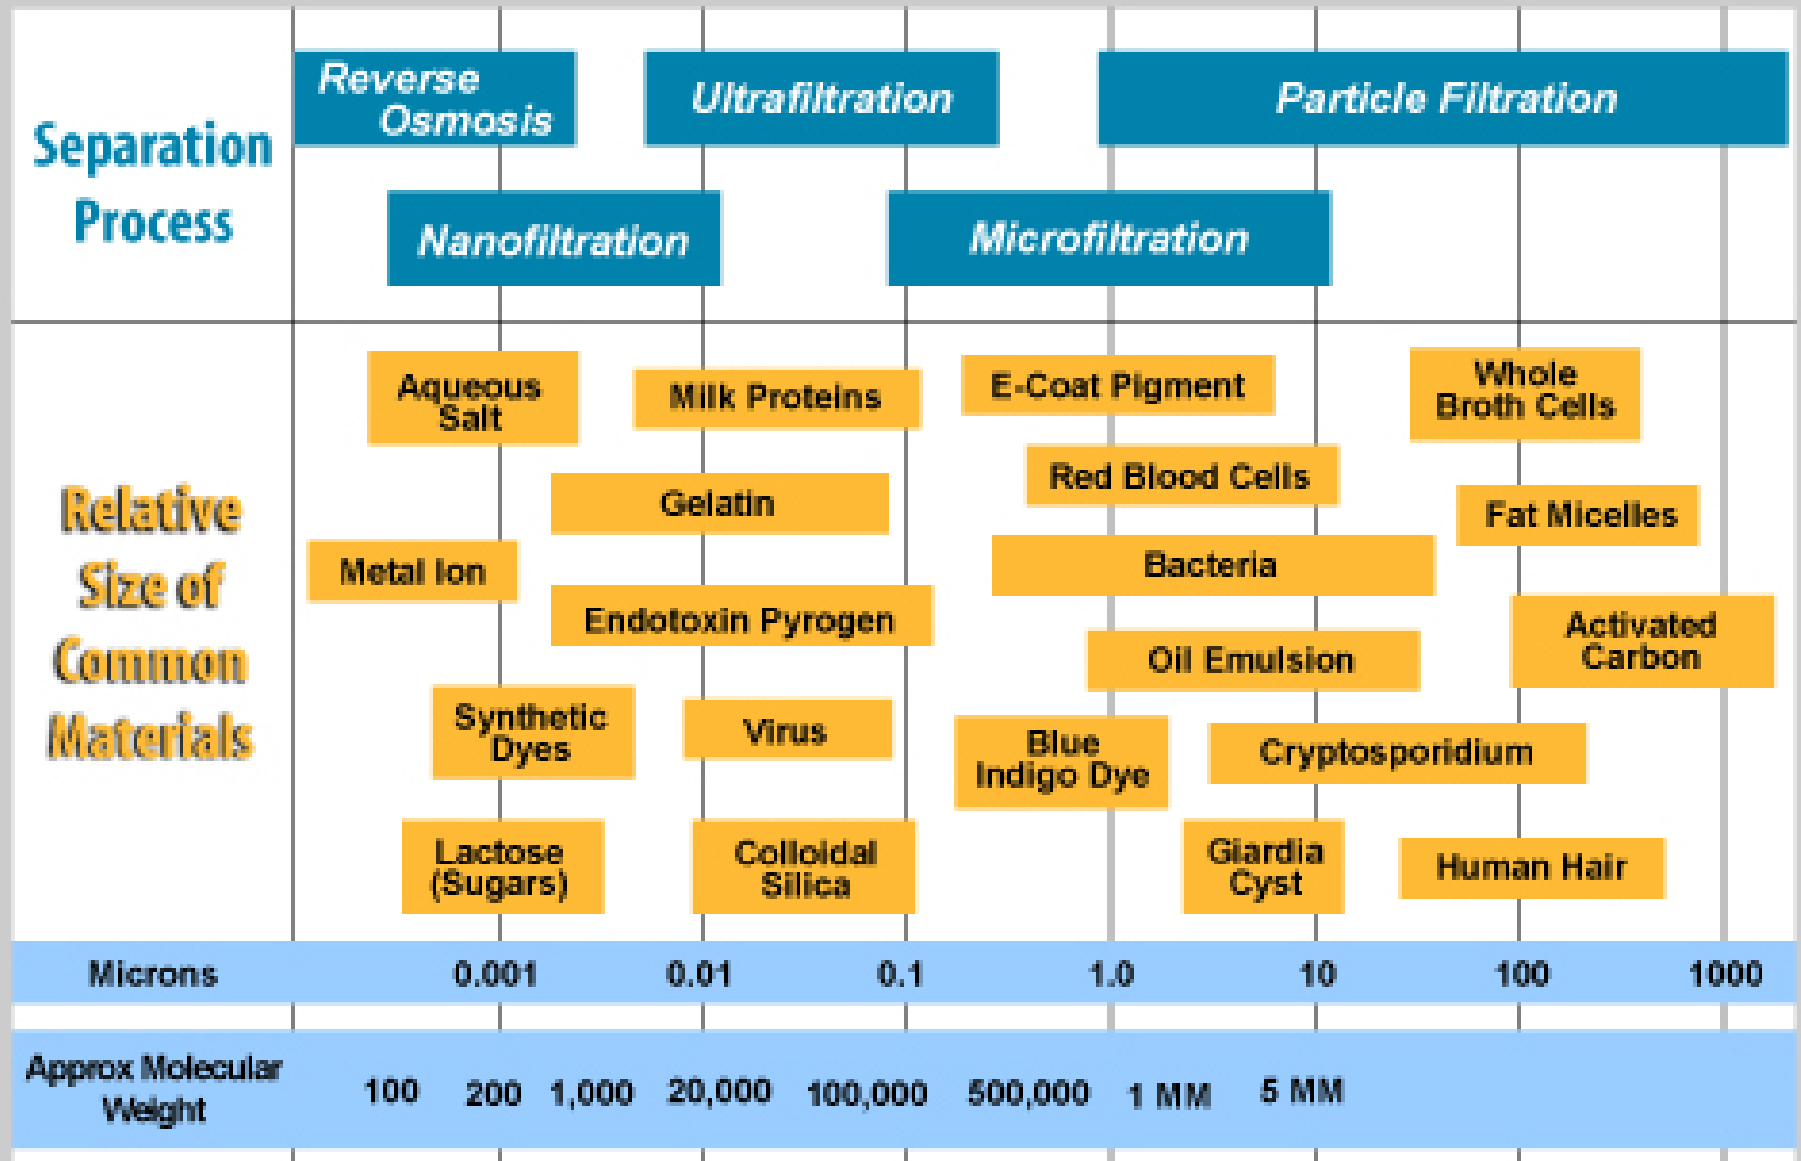 Separation
Process
Reverse
Osmosis
Ultrafiltration
Particle Filtration
Nanofiltration
Microfiltration
Relative
Size of
Common
Materials
Aqueous
Salt
Milk Proteins
E-Coat Pigment
Whole
Broth Cells
Red Blood Cells
Gelatin
Fat Micelles
Metal Ion
Bacteria
Endotoxin Pyrogen
Activated
Carbon
Oil Emulsion
Synthetic
Dyes
Virus
Blue
Indigo Dye
Cryptosporidium
Lactose
(Sugars)
Colloidal
Silica
Giardia
Cyst
Human Hair
Microns 0.001 0.01 0.1 1.0 10 100 1000
Approx Molecular
Weight
100 200 1,000 20,000 100,000 500,000 1 MM 5 MM